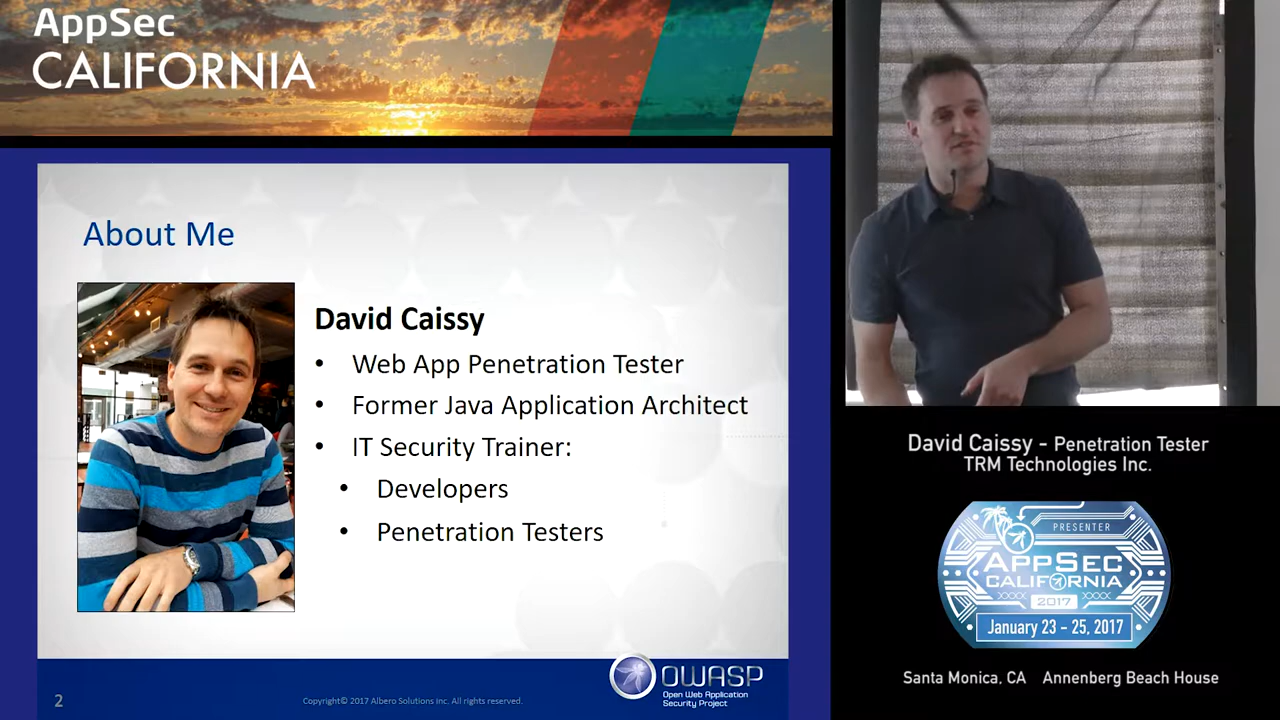 AppSec
CALIFORNIA
About Me
David Caissy
• Web App Penetration Tester
• Former Java Application Architect
• IT Security Trainer:
• Developers
• Penetration Testers
2
Copyright© 2017 Albero Solutions Inc. All rights reserved.
OWASP
Open Web Application
Security Project
David Caissy - Penetration Tester
TRM Technologies Inc.
PRESENTER
APPSEC
CALIFORNIA
2017
January 23 - 25, 2017
Santa Monica, CA Annenberg Beach House